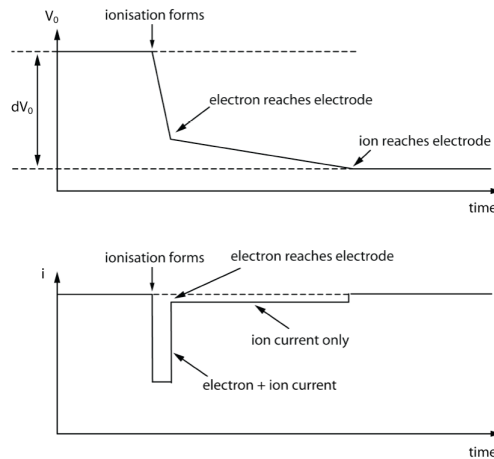 V₀
ionisation forms
dV₀
electron reaches electrode
ion reaches electrode
time
ionisation forms
electron reaches electrode
i
ion current only
electron + ion current
time